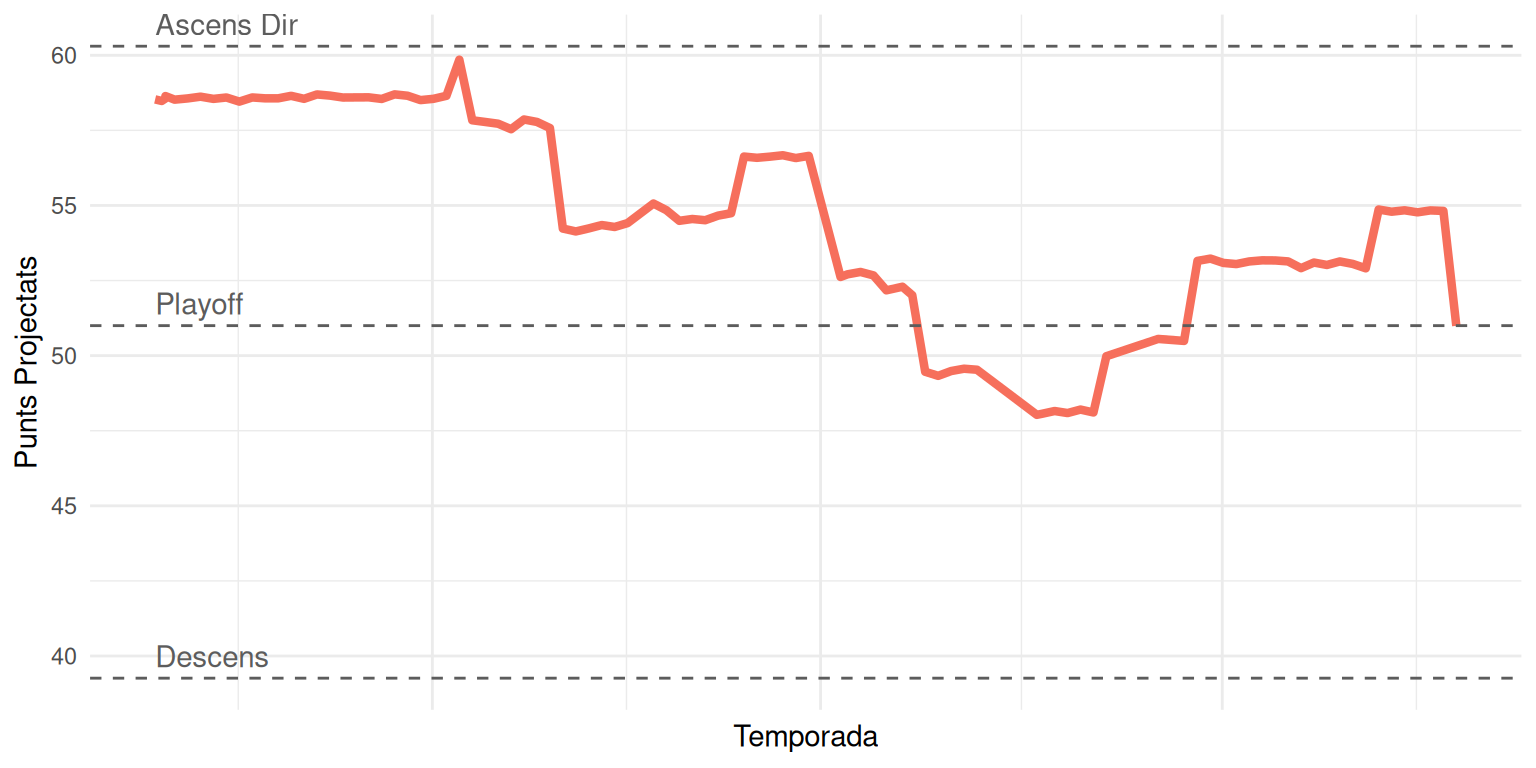 Ascens Dir
60
55
Playoff
50
45
Descens
40
Punts Projectats
Temporada